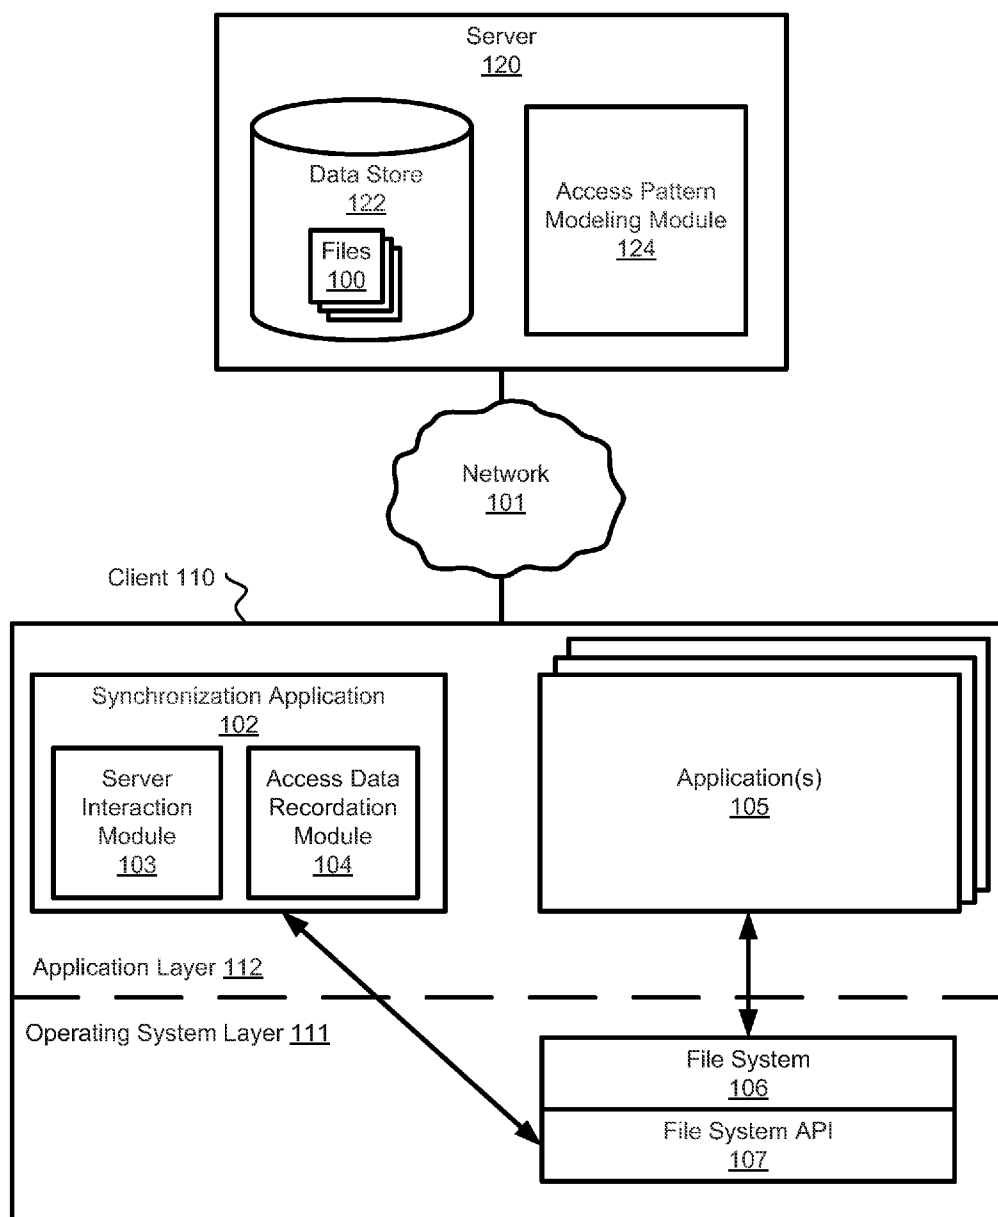 Server
120
Data Store
122
Files
100
Access Pattern
Modeling Module
124
Network
101
Client 110
Synchronization Application
102
Server
Interaction
Module
103
Access Data
Recordation
Module
104
Application(s)
105
Application Layer 112
Operating System Layer 111
File System
106
File System API
107